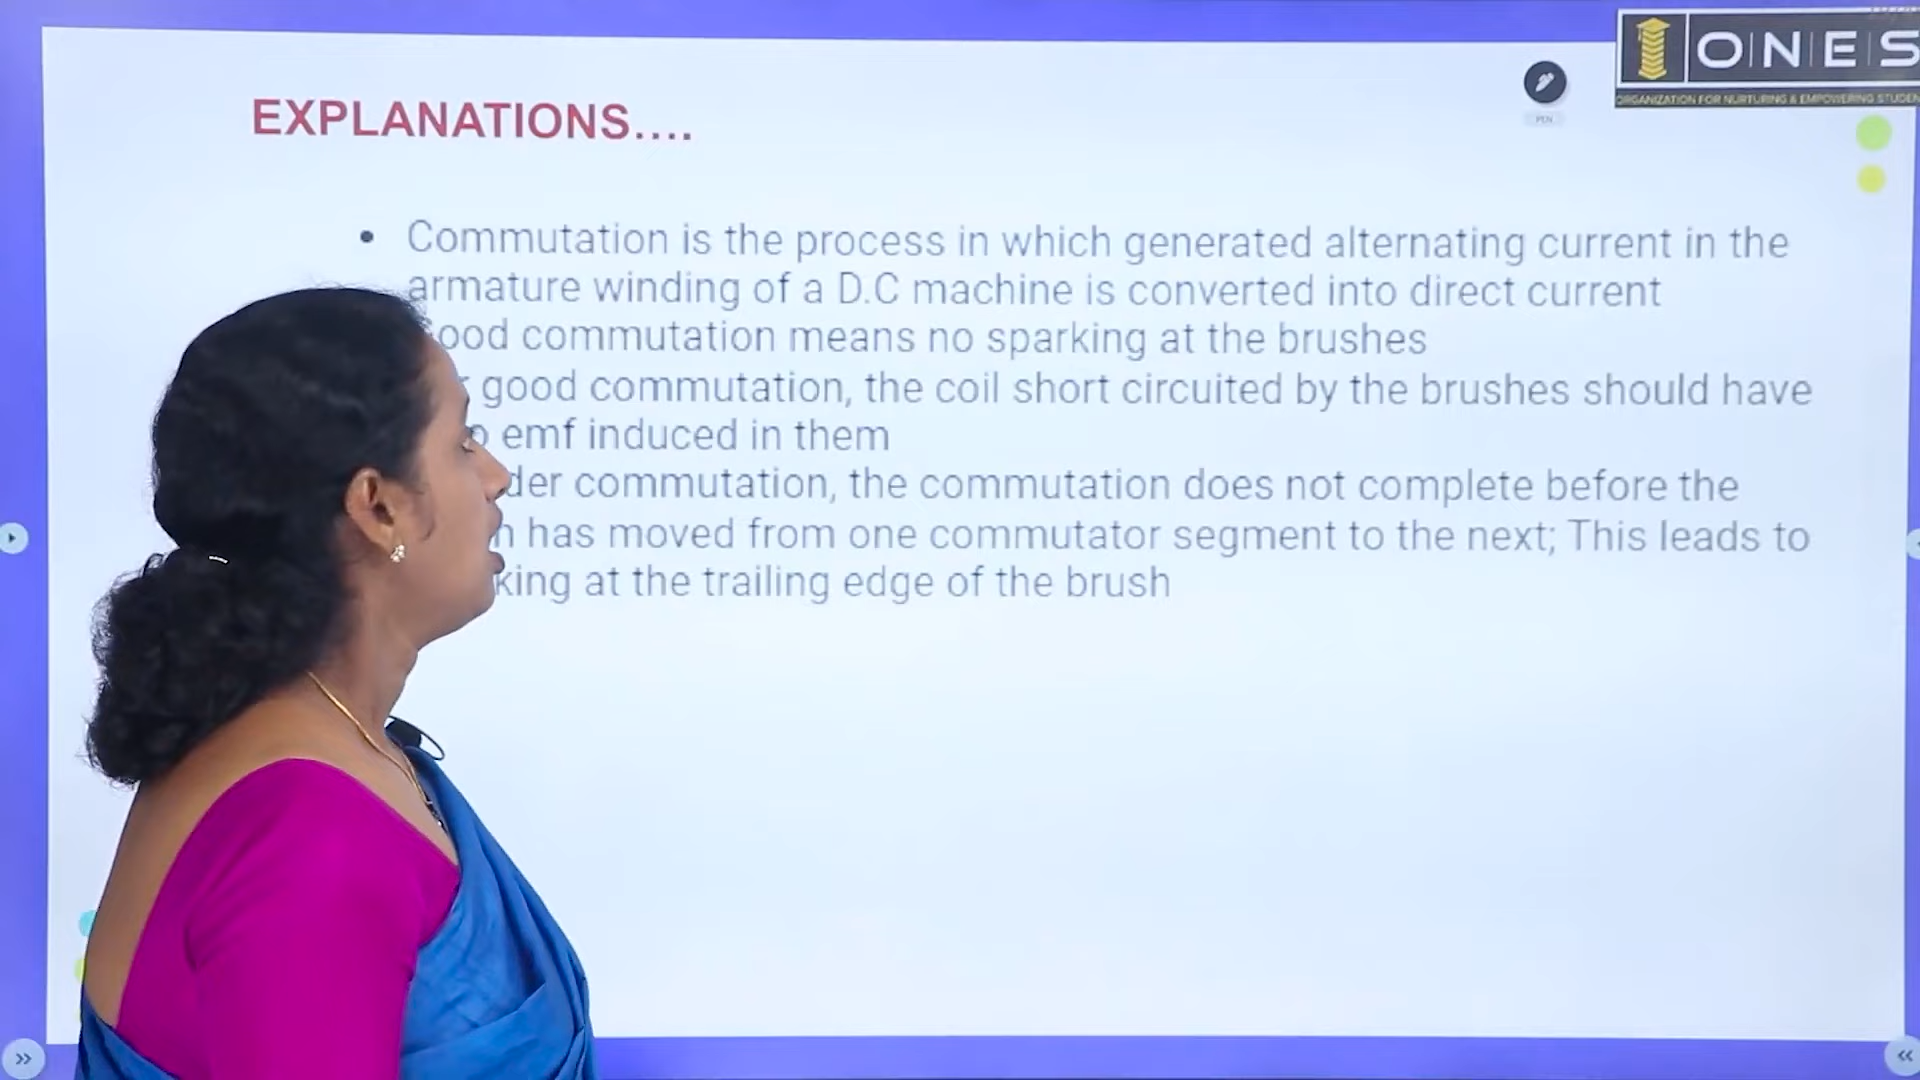 EXPLANATIONS....
PEN
ONES
ORGANIZATION FOR NURTURING & EMPOWERING STUDEN
• Commutation is the process in which generated alternating current in the
armature winding of a D.C machine is converted into direct current
ood commutation means no sparking at the brushes
good commutation, the coil short circuited by the brushes should have
emf induced in them
der commutation, the commutation does not complete before the
has moved from one commutator segment to the next; This leads to
king at the trailing edge of the brush